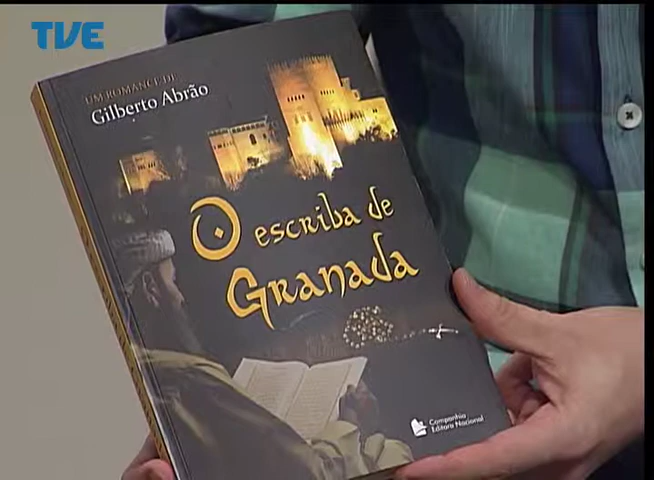 TVE
UM ROMANCE DE
Gilberto Abrão
O escriba de
Granada
Companhia
Editora Nacional